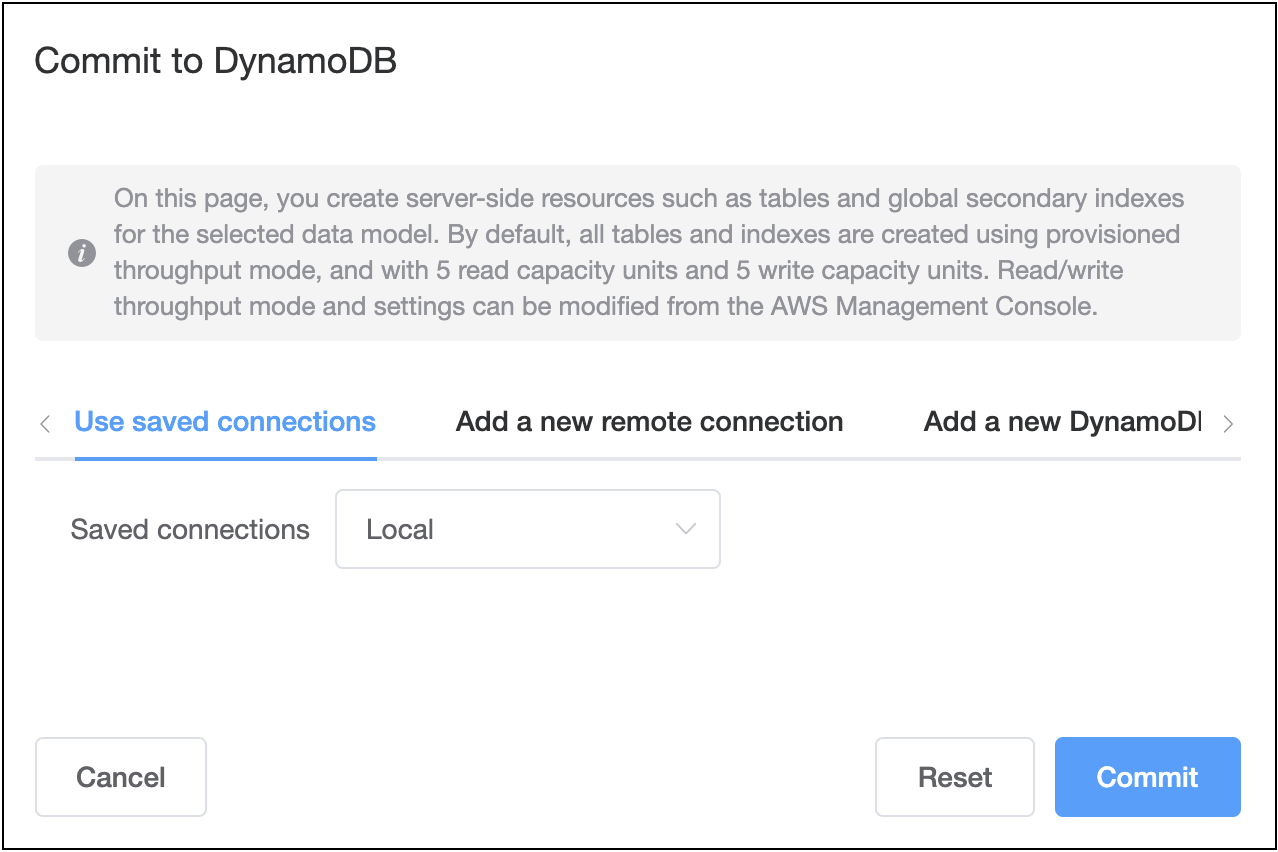 Commit to DynamoDB
On this page, you create server-side resources such as tables and global secondary indexes
for the selected data model. By default, all tables and indexes are created using provisioned
throughput mode, and with 5 read capacity units and 5 write capacity units. Read/write
throughput mode and settings can be modified from the AWS Management Console.
Use saved connections Add a new remote connection Add a new
Saved connections Local
Cancel Reset Commit